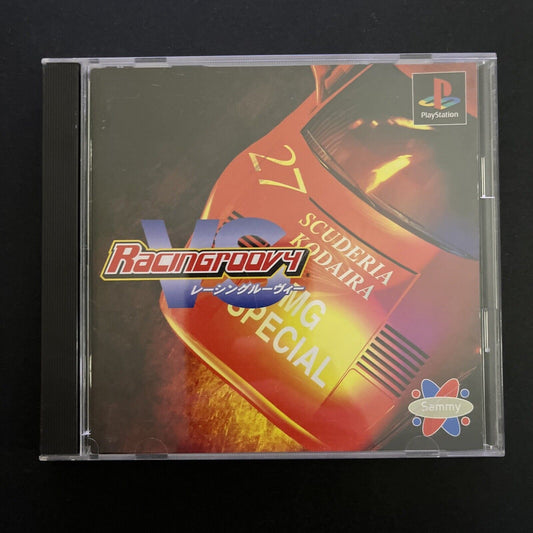 PlayStation
27
SCUDERIA
KODAIRA
MG
SPECIAL
VS
RacinGroovy
レーシングルーヴィー
Sammy